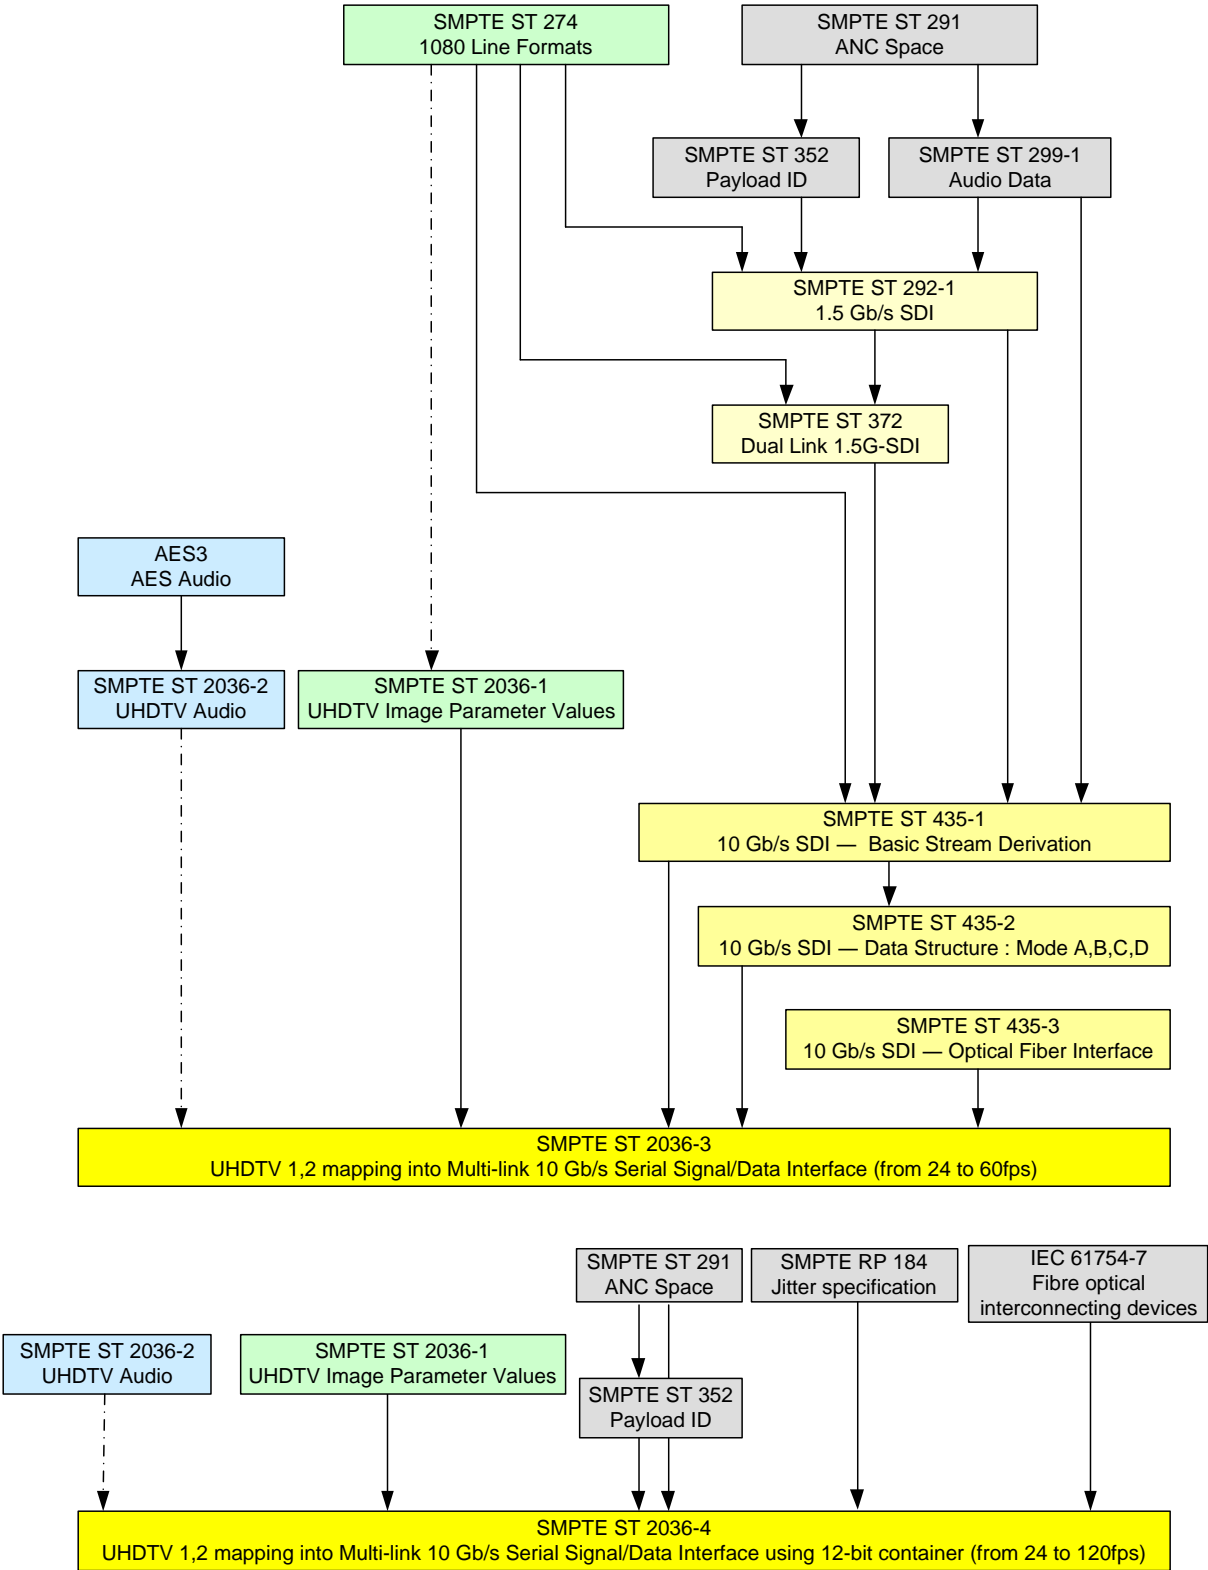 SMPTE ST 274
1080 Line Formats
SMPTE ST 291
ANC Space
SMPTE ST 352
Payload ID
SMPTE ST 299-1
Audio Data
SMPTE ST 292-1
1.5 Gb/s SDI
SMPTE ST 372
Dual Link 1.5G-SDI
AES3
AES Audio
SMPTE ST 2036-2
UHDTV Audio
SMPTE ST 2036-1
UHDTV Image Parameter Values
SMPTE ST 435-1
10 Gb/s SDI — Basic Stream Derivation
SMPTE ST 435-2
10 Gb/s SDI — Data Structure : Mode A,B,C,D
SMPTE ST 435-3
10 Gb/s SDI — Optical Fiber Interface
SMPTE ST 2036-3
UHDTV 1,2 mapping into Multi-link 10 Gb/s Serial Signal/Data Interface (from 24 to 60fps)
SMPTE ST 291
ANC Space
SMPTE RP 184
Jitter specification
IEC 61754-7
Fibre optical
interconnecting devices
SMPTE ST 2036-2
UHDTV Audio
SMPTE ST 2036-1
UHDTV Image Parameter Values
SMPTE ST 352
Payload ID
SMPTE ST 2036-4
UHDTV 1,2 mapping into Multi-link 10 Gb/s Serial Signal/Data Interface using 12-bit container (from 24 to 120fps)